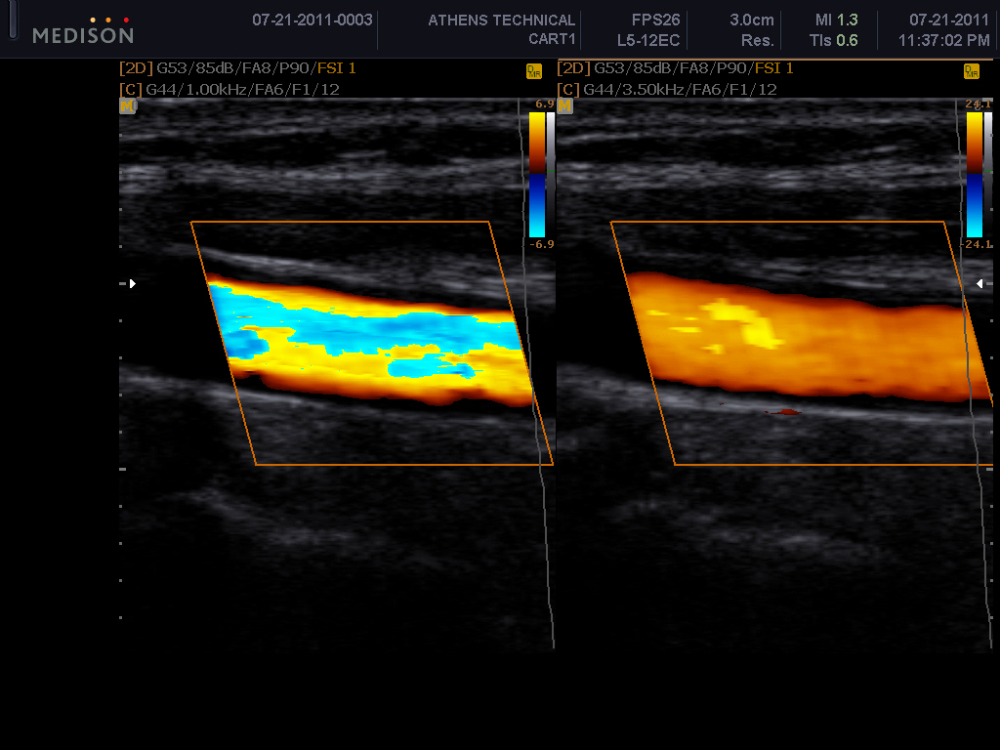 MEDISON
07-21-2011-0003
ATHENS TECHNICAL
CART1
FPS26
L5-12EC
3.0cm
Res.
MI 1.3
TIs 0.6
07-21-2011
11:37:02 PM
[2D] G53/85dB/FA8/P90/FSI 1
[C] G44/1.00kHz/FA6/F1/12
M
6.9
-6.9
[2D] G53/85dB/FA8/P90/FSI 1
[C] G44/3.50kHz/FA6/F1/12
M
24.1
-24.1